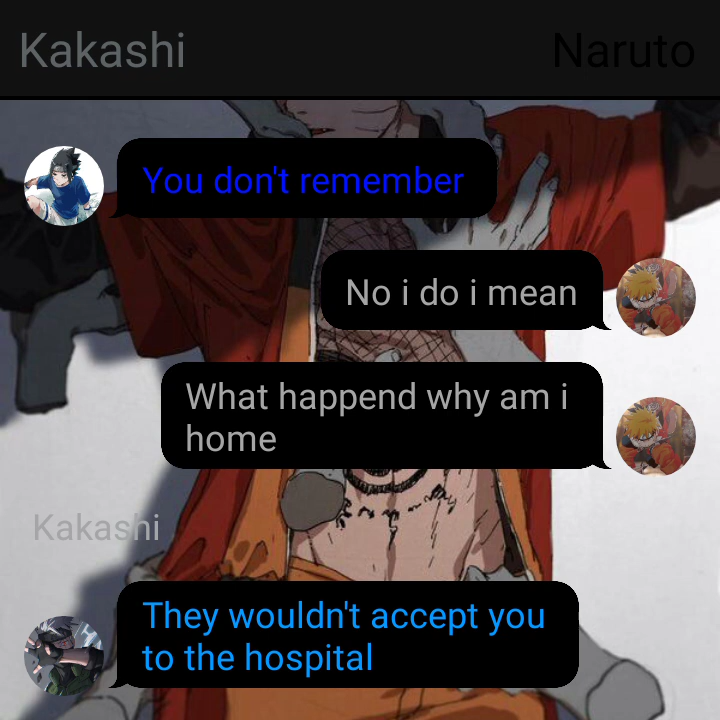 Kakashi
Naruto
You don't remember
No i do i mean
What happend why am i
home
Kakashi
They wouldn't accept you
to the hospital